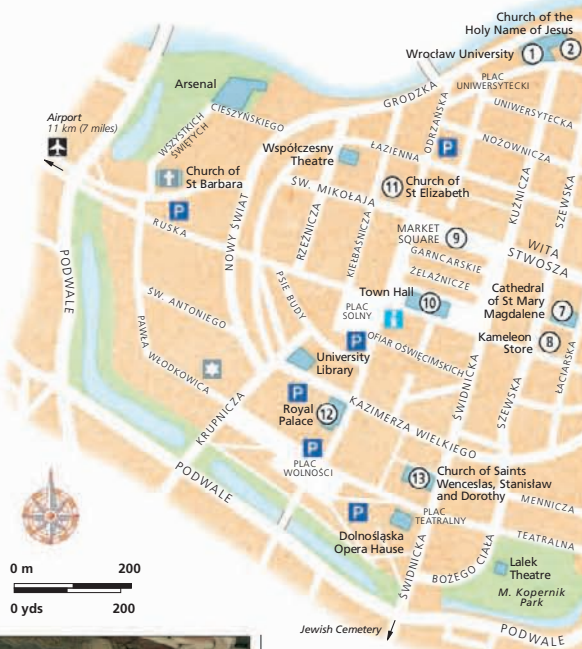 Church of the
Holy Name of Jesus
Wrocław University
1
2
PLAC
UNIWERSYTECKI
UNIWERSYTECKA
Arsenal
GRODZKA
CIESZYŃSKIEGO
WSZYSTKICH
ŚWIĘTYCH
Airport
11 km (7 miles)
ODRZAŃSKA
P
NOŻOWNICZA
Współczesny
Theatre
ŁAZIENNA
KUŹNICZA
SZEWSKA
Church of
St Barbara
P
11
Church of
St Elizabeth
ŚW. MIKOŁAJA
RUSKA
NOWY ŚWIAT
RZEŹNICZA
KIEŁBAŚNICZA
MARKET
SQUARE
9
WITA
STWOSZA
GARNCARSKIE
ŻELAŹNICZE
PODWALE
PSIE BUDY
Town Hall
10
PLAC
SOLNY
i
Cathedral
of St Mary
Magdalene
7
ŚW. ANTONIEGO
PAWŁA
WŁODKOWICA
P
OFIAR OŚWIĘCIMSKICH
Kameleon
Store
8
University
Library
ŚWIDNICKA
SZEWSKA
ŁACIARSKA
P
Royal
Palace
12
KRUPNICZA
KAZIMIERZA WIELKIEGO
P
PLAC
WOLNOŚCI
PODWALE
13
Church of Saints
Wenceslas, Stanisław
and Dorothy
MENNICZA
P
PLAC
TEATRALNY
TEATRALNA
Dolnośląska
Opera Hause
ŚWIDNICKA
BOŻEGO CIAŁA
Lalek
Theatre
M. Kopernik
Park
0 m
200
0 yds
200
Jewish Cemetery
PODWALE